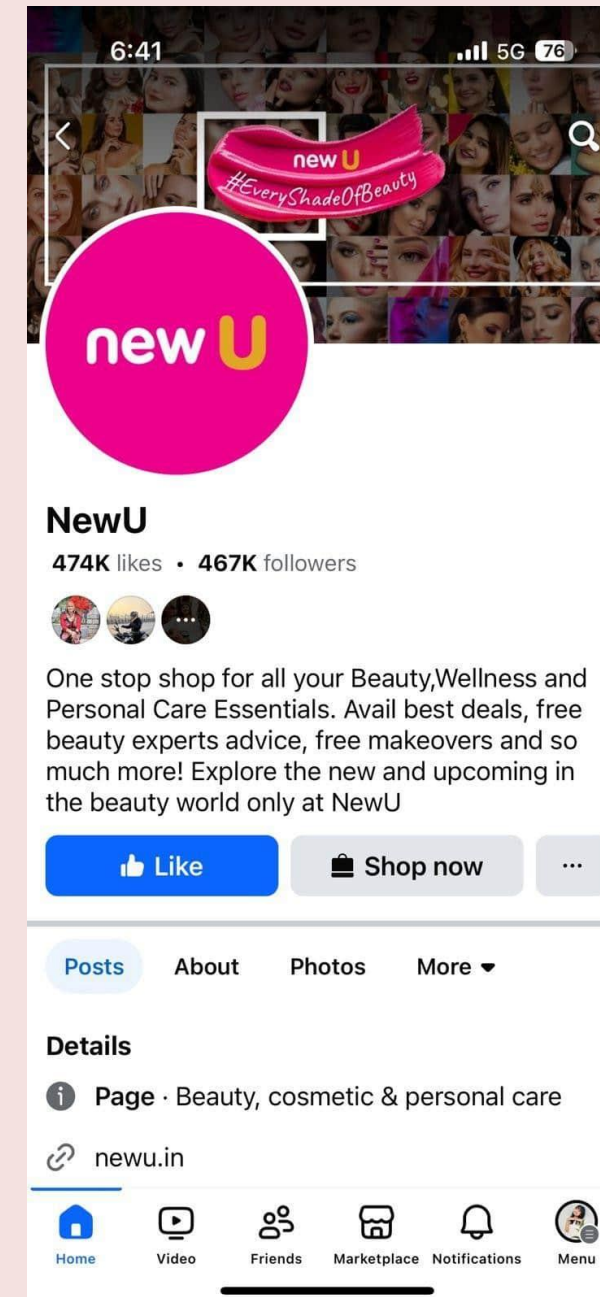 6:41
5G 76
new U
#EveryShadeOfBeauty
new U
NewU
474K likes • 467K followers
One stop shop for all your Beauty,Wellness and
Personal Care Essentials. Avail best deals, free
beauty experts advice, free makeovers and so
much more! Explore the new and upcoming in
the beauty world only at NewU
Like Shop now ...
Posts About Photos More
Details
Page · Beauty, cosmetic & personal care
newu.in
Home Video Friends Marketplace Notifications Menu